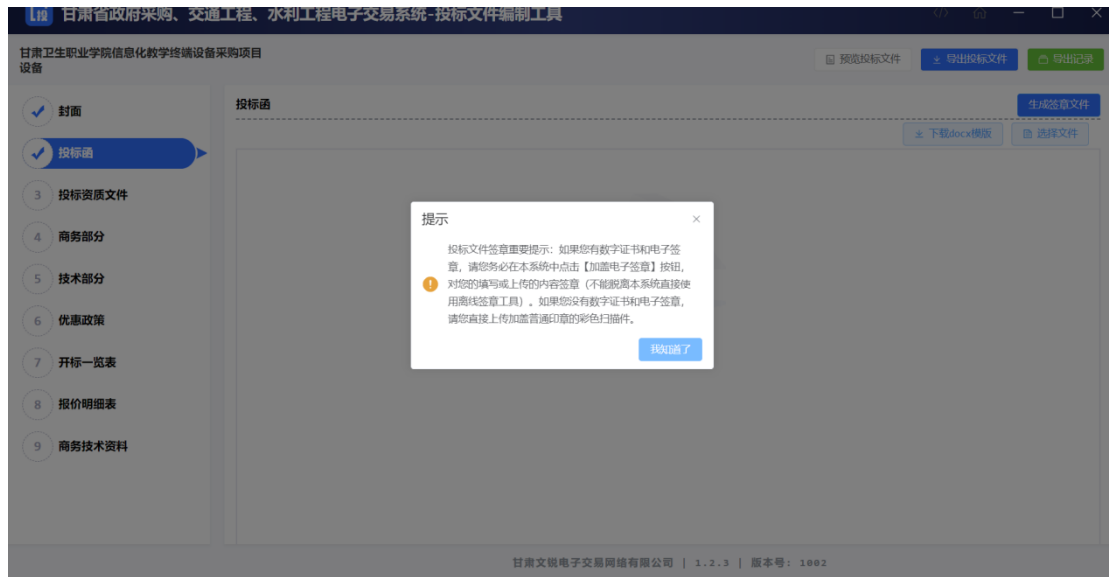 甘肃省政府采购、交通工程、水利工程电子交易系统-投标文件编制工具
甘肃卫生职业学院信息化教学终端设备采购项目
设备
预览投标文件
导出投标文件
导出记录
封面
投标函
3 投标资质文件
4 商务部分
5 技术部分
6 优惠政策
7 开标一览表
8 报价明细表
9 商务技术资料
投标函
生成签章文件
下载docx模版
选择文件
提示
投标文件签章重要提示：如果您有数字证书和电子签
章，请您务必在本系统中点击【加盖电子签章】按钮，
对您的填写或上传的内容签章（不能脱离本系统直接使
用离线签章工具）。如果您没有数字证书和电子签章，
请您直接上传加盖普通印章的彩色扫描件。
我知道了
甘肃文锐电子交易网络有限公司 | 1.2.3 | 版本号: 1002